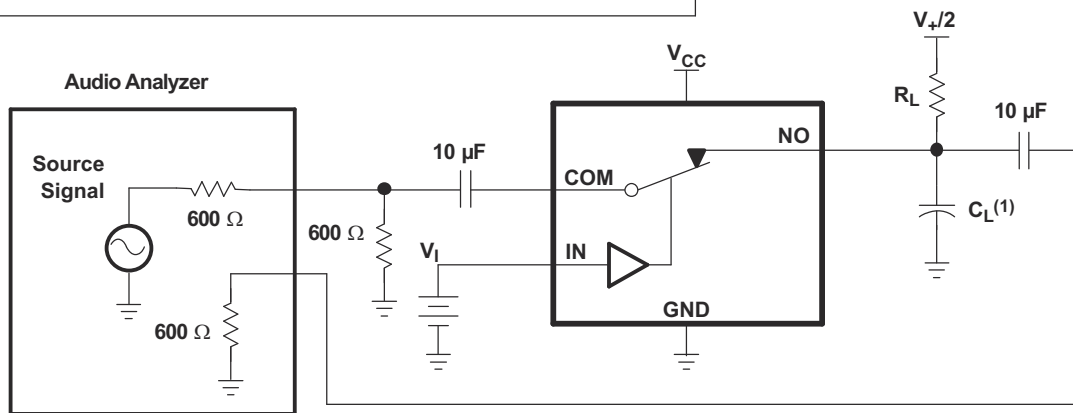 V+/2
VCC
Audio Analyzer
RL
10 µF
NO
Source
Signal
10 µF
COM
600 Ω
600 Ω
CL(1)
VI
IN
GND
600 Ω